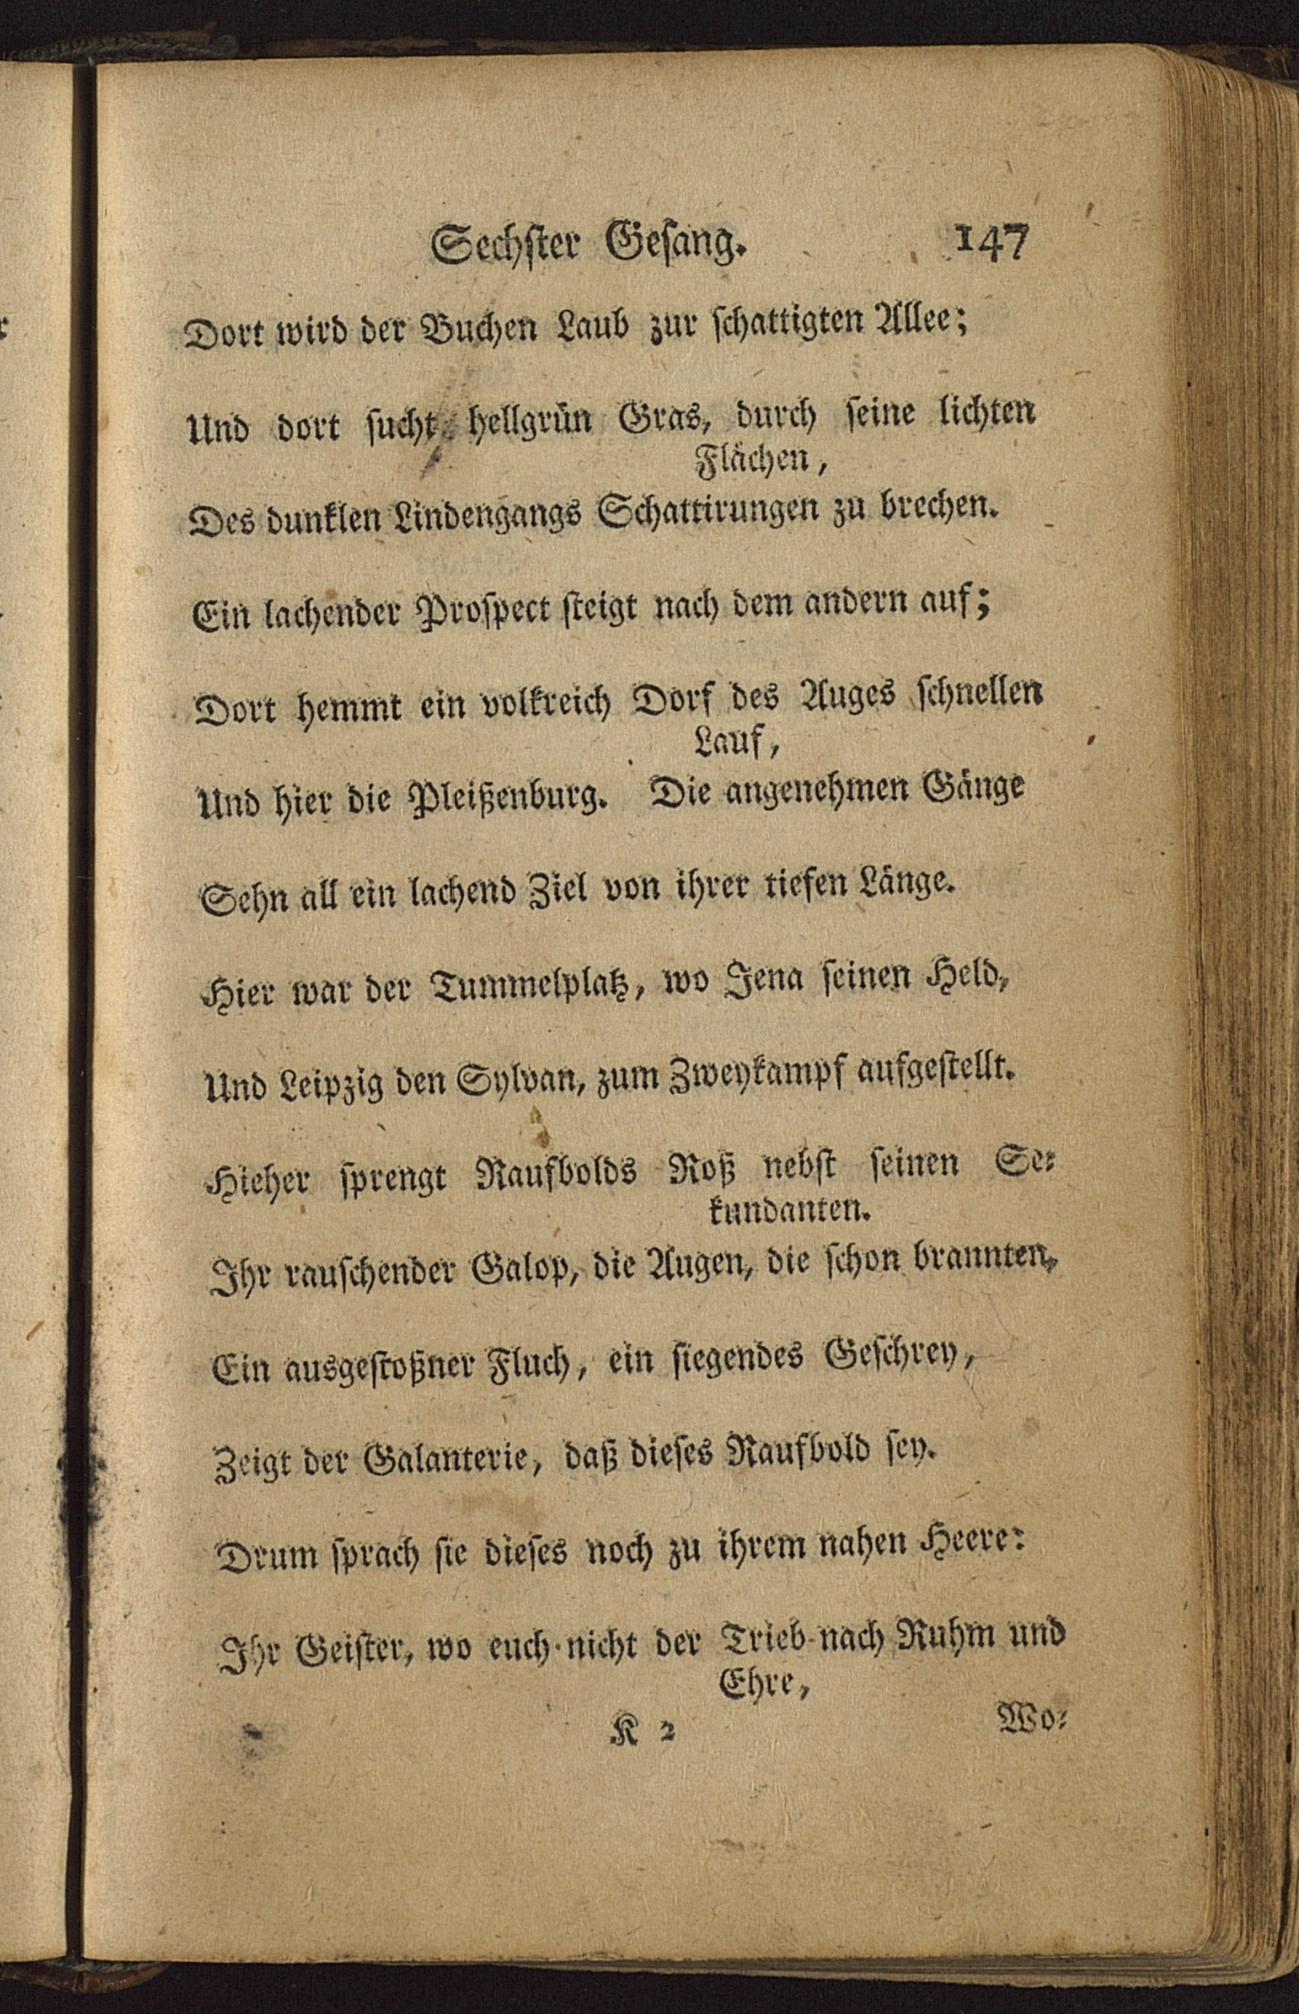 Sechster Gesang. 147
Dort wird der Buchen Laub zur schattigten Allee;
Und dort sucht hellgrün Gras, durch seine lichten
Flächen,
Des dunklen Lindengangs Schattirungen zu brechen.
Ein lachender Prospect steigt nach dem andern auf;
Dort hemmt ein volkreich Dorf des Auges schnellen
Lauf,
Und hier die Pleißenburg. Die angenehmen Gänge
Sehn all ein lachend Ziel von ihrer tiefen Länge.
Hier war der Tummelplatz, wo Jena seinen Held,
Und Leipzig den Sylvan, zum Zweykampf aufgestellt.
Hieher sprengt Raufbolds Roß nebst seinen Se-
kundanten.
Ihr rauschender Galop, die Augen, die schon brannten,
Ein ausgestoßner Fluch, ein siegendes Geschrey,
Zeigt der Galanterie, daß dieses Raufbold sey.
Drum sprach sie dieses noch zu ihrem nahen Heere:
Ihr Geister, wo euch nicht der Trieb nach Ruhm und
Ehre,
K 2 Wo-